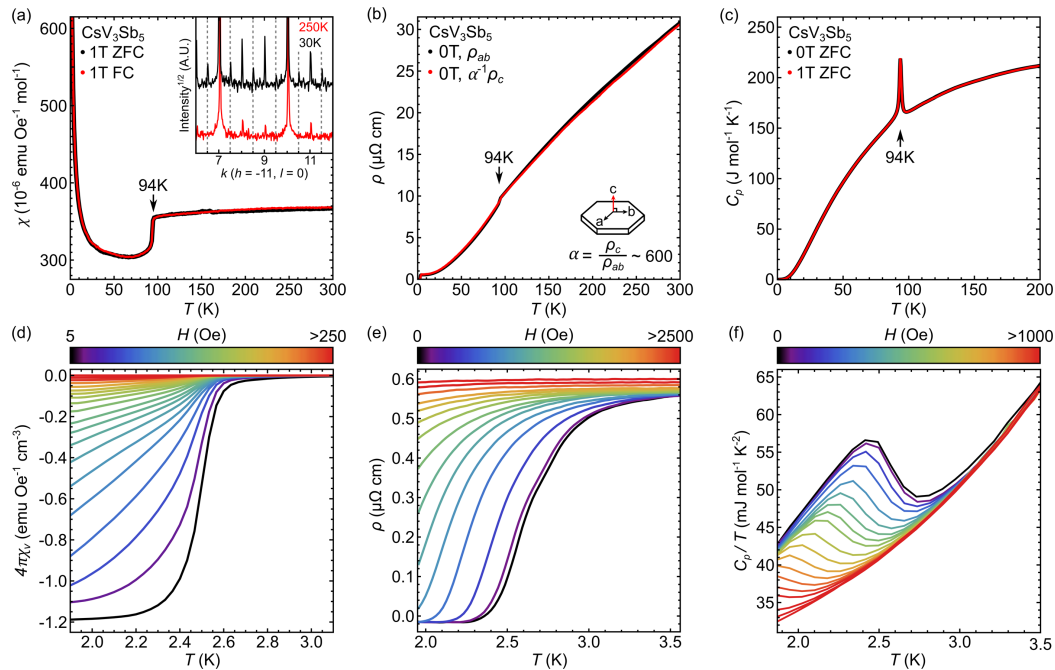 (a)
CsV₃Sb₅
1T ZFC
1T FC
250K
30K
Intensity¹ᐟ² (A.U.)
7 9 11
k (h = -11, l = 0)
94K
χ (10⁻⁶ emu Oe⁻¹ mol⁻¹)
600
500
400
300
0 50 100 150 200 250 300
T (K)
(b)
CsV₃Sb₅
0T, ρab
0T, α⁻¹ρc
94K
c
a b
α = ρc / ρab ~ 600
ρ (μΩ cm)
30
25
20
15
10
5
0
0 50 100 150 200 250 300
T (K)
(c)
CsV₃Sb₅
0T ZFC
1T ZFC
94K
Cp (J mol⁻¹ K⁻¹)
250
200
150
100
50
0
0 50 100 150 200
T (K)
(d)
H (Oe)
5 >250
4πχv (emu Oe⁻¹ cm⁻³)
0.0
-0.2
-0.4
-0.6
-0.8
-1.0
-1.2
2.0 2.2 2.4 2.6 2.8 3.0
T (K)
(e)
H (Oe)
0 >2500
ρ (μΩ cm)
0.6
0.5
0.4
0.3
0.2
0.1
0.0
2.0 2.5 3.0 3.5
T (K)
(f)
H (Oe)
0 >1000
Cp/T (mJ mol⁻¹ K⁻²)
65
60
55
50
45
40
35
2.0 2.5 3.0 3.5
T (K)